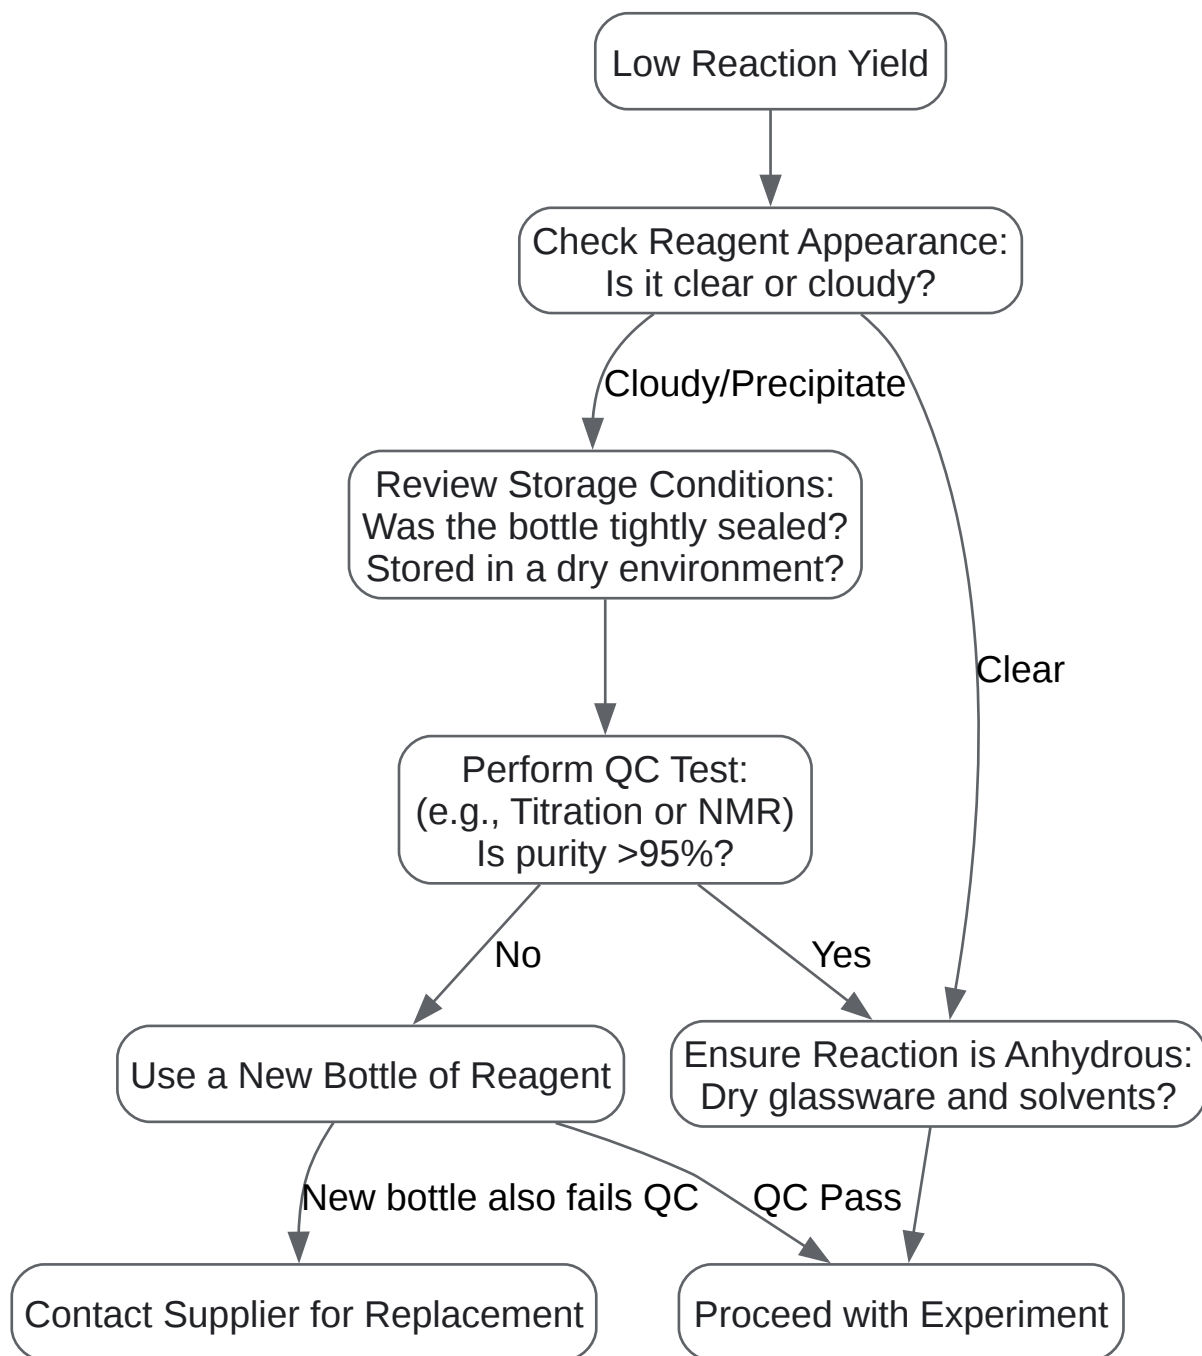 Low Reaction Yield
Check Reagent Appearance:
Is it clear or cloudy?
Cloudy/Precipitate
Review Storage Conditions:
Was the bottle tightly sealed?
Stored in a dry environment?
Clear
Perform QC Test:
(e.g., Titration or NMR)
Is purity >95%?
No
Yes
Use a New Bottle of Reagent
Ensure Reaction is Anhydrous:
Dry glassware and solvents?
New bottle also fails QC
QC Pass
Contact Supplier for Replacement
Proceed with Experiment